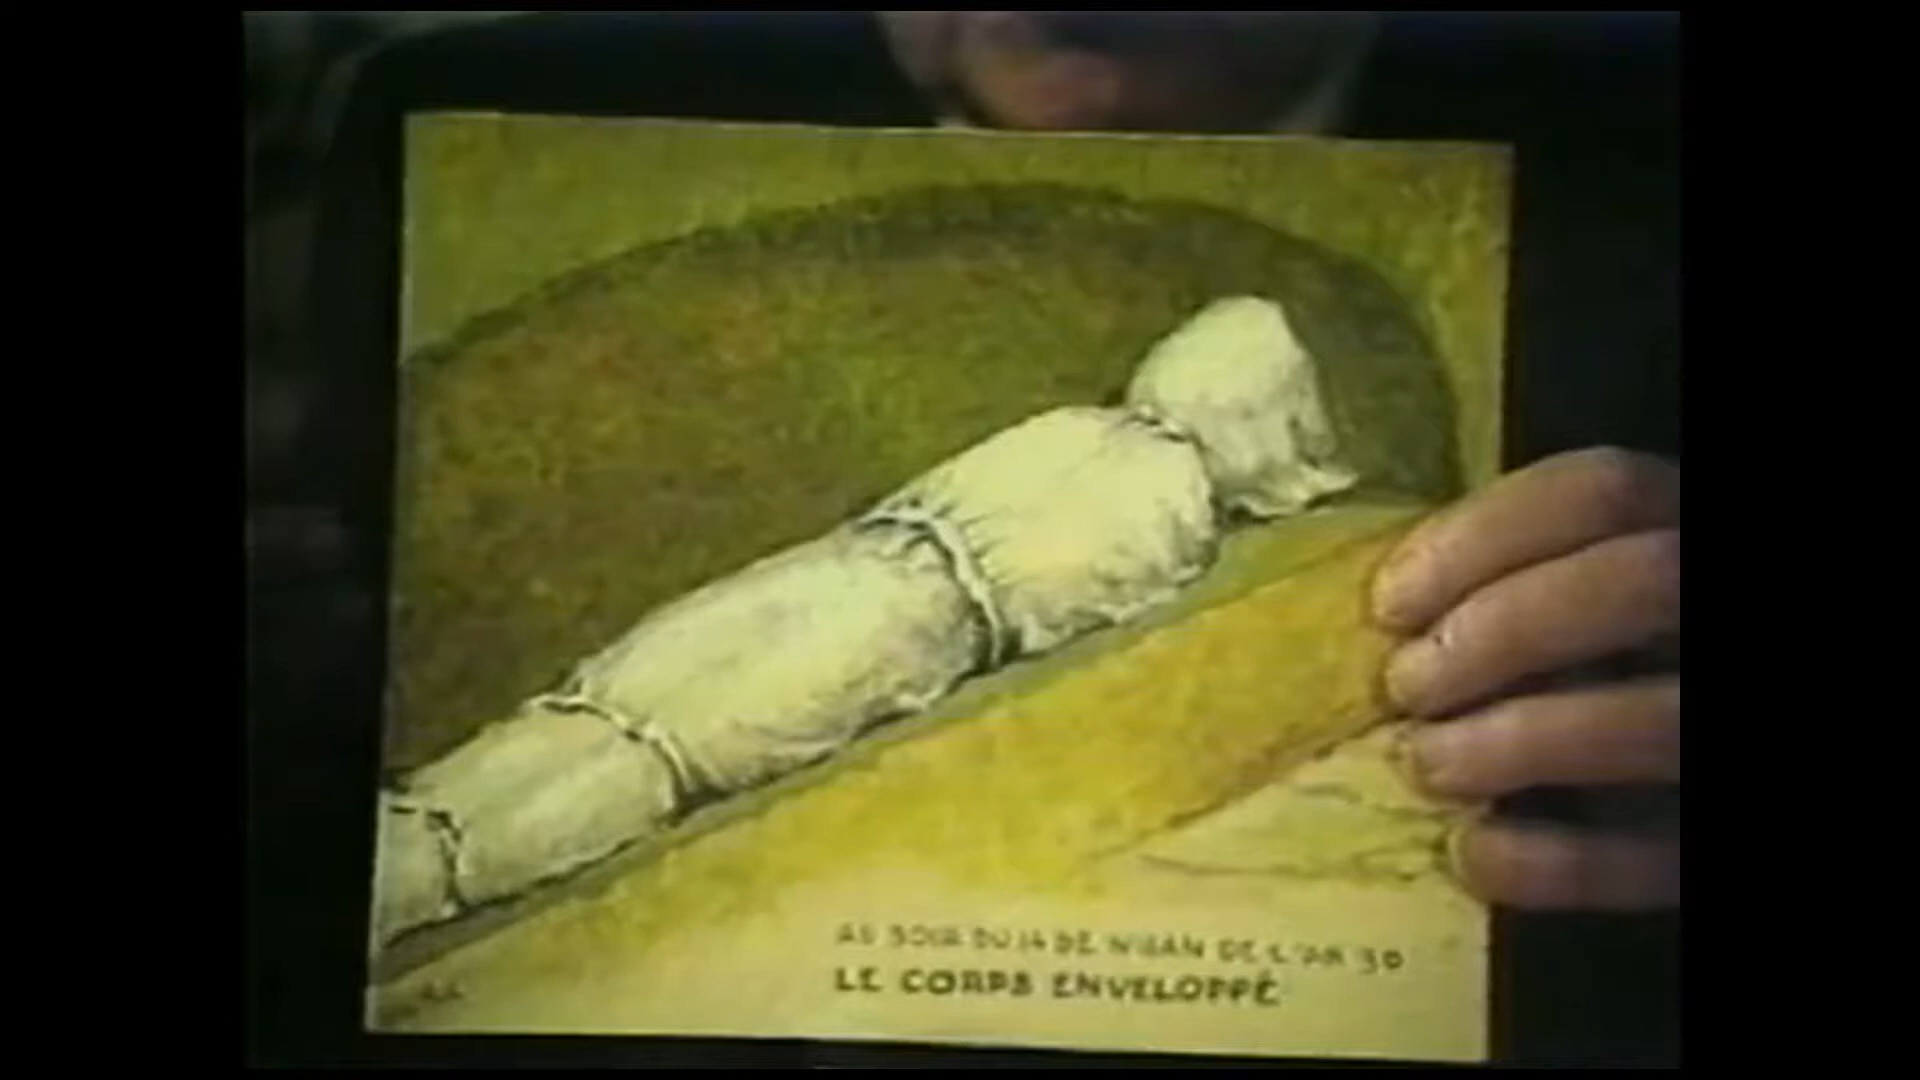 AU SOIR DU 14 DE NISAN DE L'AN 30
LE CORPS ENVELOPPÉ